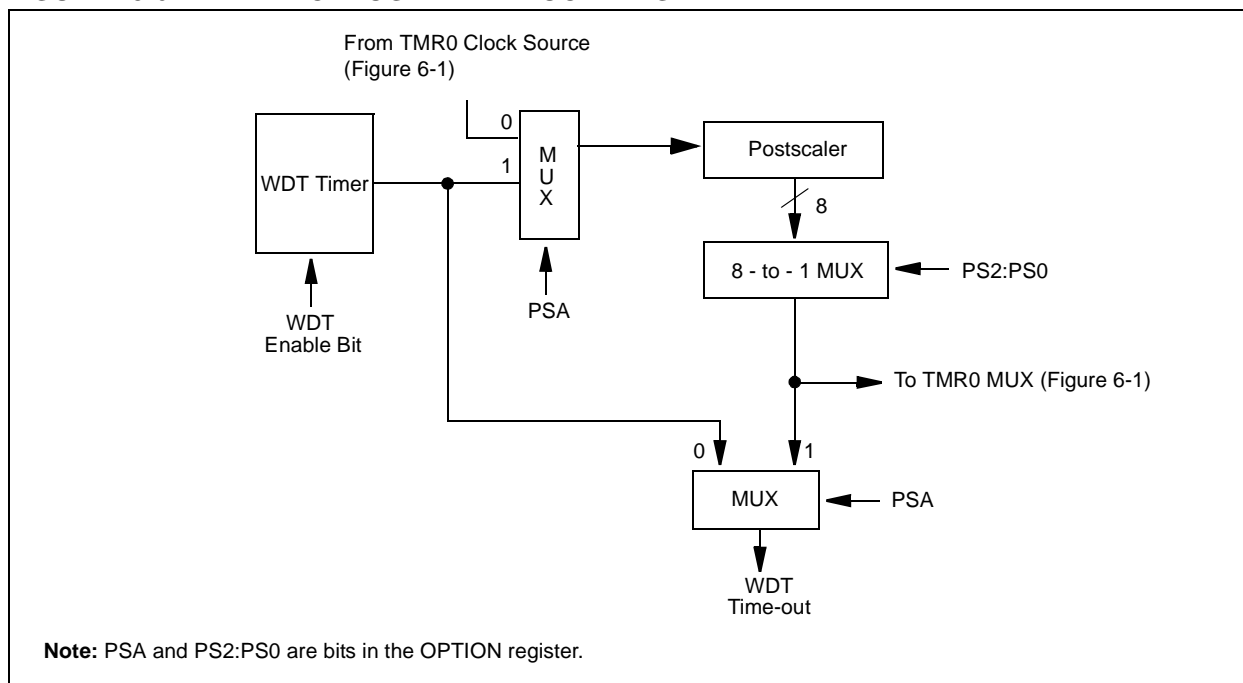 From TMR0 Clock Source
(Figure 6-1)
0
1
M
U
X
WDT Timer
Postscaler
8
8 - to - 1 MUX
PS2:PS0
PSA
WDT
Enable Bit
To TMR0 MUX (Figure 6-1)
0
1
MUX
PSA
WDT
Time-out
Note: PSA and PS2:PS0 are bits in the OPTION register.